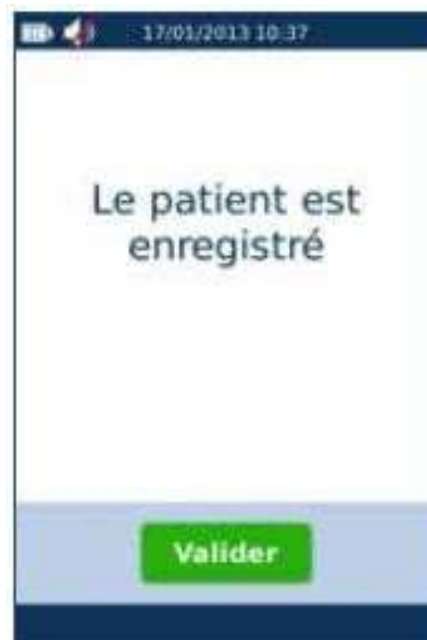 17/01/2013 10:37
Le patient est
enregistré
Valider